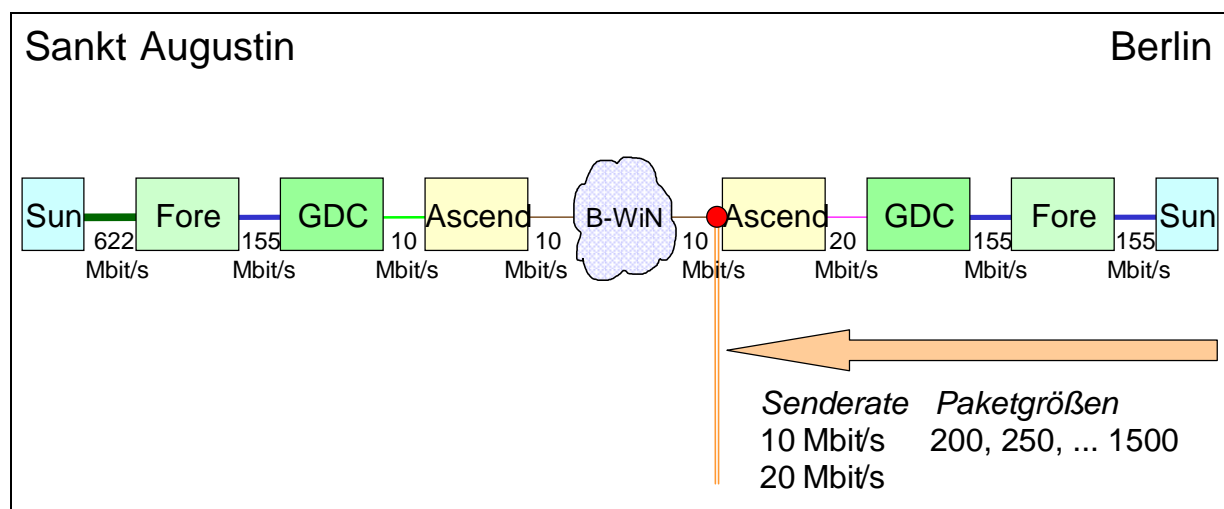 Sankt Augustin Berlin
Sun Fore GDC Ascend B-WiN Ascend GDC Fore Sun
622 155 10 10 10 20 155 155
Mbit/s Mbit/s Mbit/s Mbit/s Mbit/s Mbit/s Mbit/s Mbit/s
Senderate Paketgrößen
10 Mbit/s 200, 250, ... 1500
20 Mbit/s